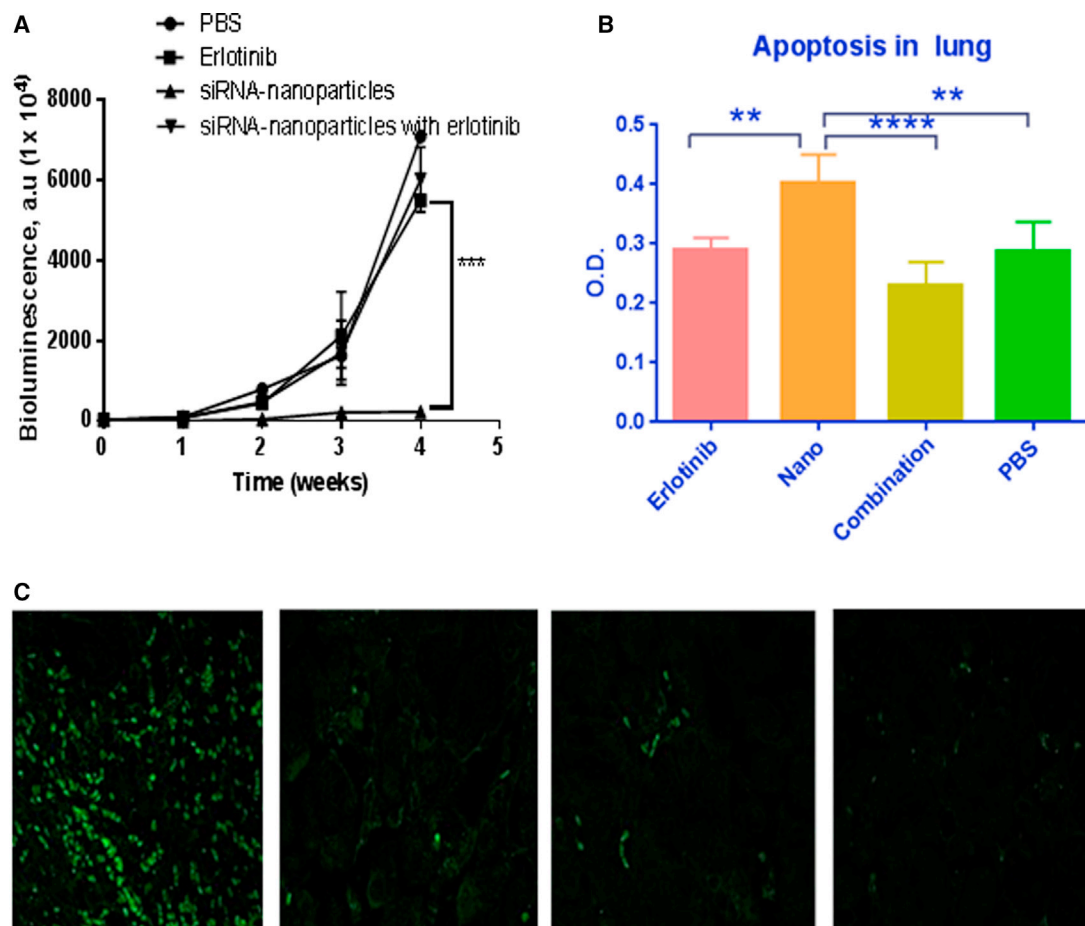 A
PBS
Erlotinib
siRNA-nanoparticles
siRNA-nanoparticles with erlotinib
Bioluminescence, a.u (1x 10⁴)
8000
6000
4000
2000
0
***
0 1 2 3 4 5
Time (weeks)
B
Apoptosis in lung
**
**
****
O.D.
0.5
0.4
0.3
0.2
0.1
0.0
Erlotinib
Nano
Combination
PBS
C